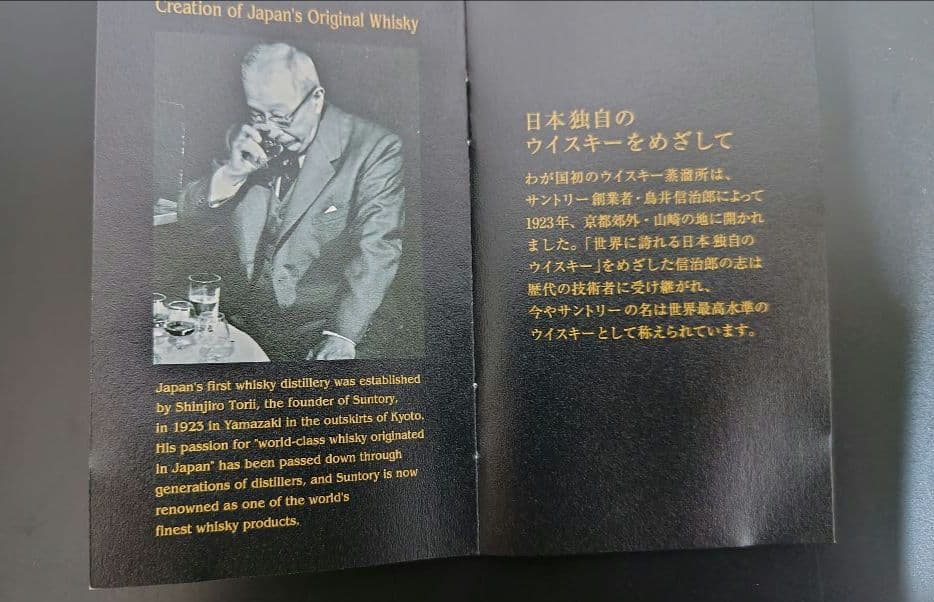 Creation of Japan's Original Whisky
Japan's first whisky distillery was established
by Shinjiro Torii, the founder of Suntory,
in 1923 in Yamazaki in the outskirts of Kyoto.
His passion for "world-class whisky originated
in Japan" has been passed down through
generations of distillers, and Suntory is now
renowned as one of the world's
finest whisky products.
日本独自の
ウイスキーをめざして
わが国初のウイスキー蒸溜所は、
サントリー創業者・鳥井信治郎によって
1923年、京都郊外・山崎の地に開かれ
ました。「世界に誇れる日本独自の
ウイスキー」をめざした信治郎の志は
歴代の技術者に受け継がれ、
今やサントリーの名は世界最高水準の
ウイスキーとして称えられています。